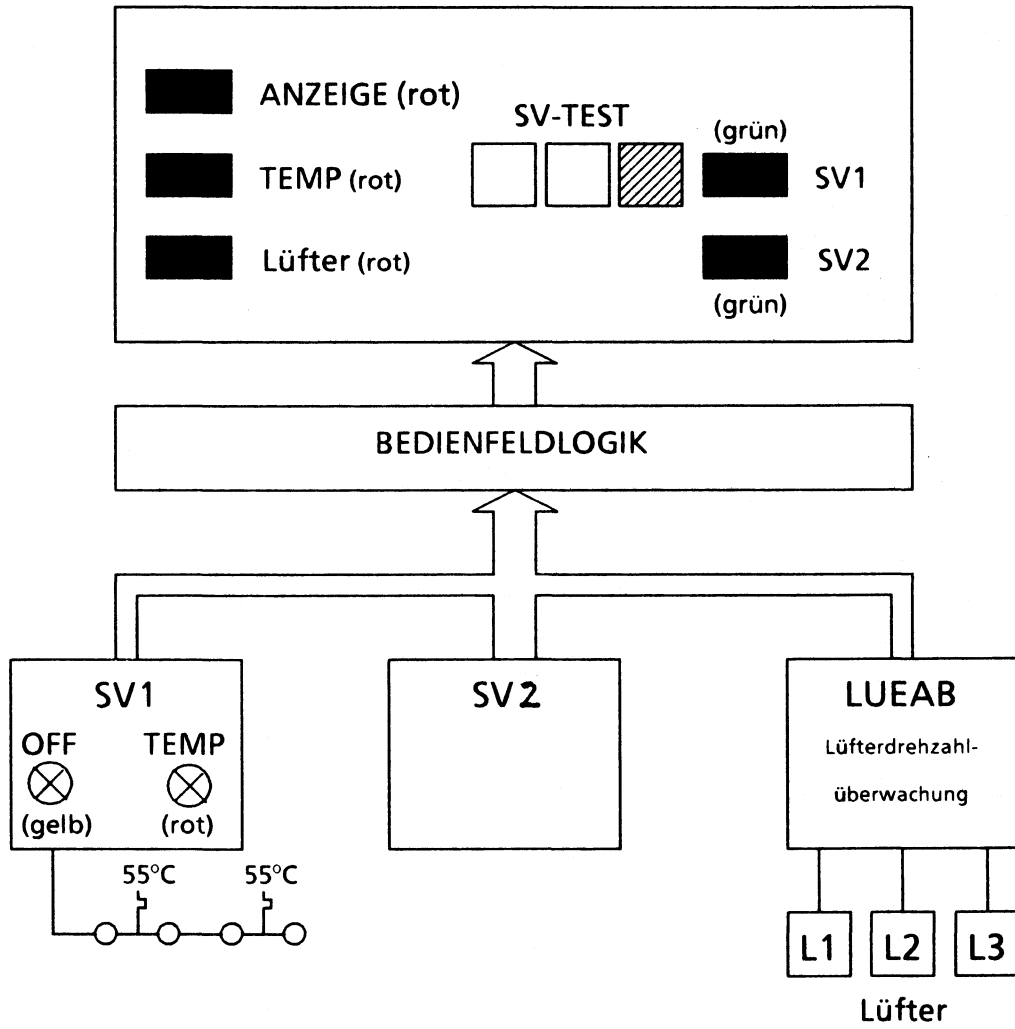 ANZEIGE (rot)
SV-TEST
(grün)
TEMP (rot)
SV1
Lüfter (rot)
SV2
(grün)
BEDIENFELDLOGIK
SV1
OFF
TEMP
(gelb)
(rot)
55°C
55°C
SV2
LUEAB
Lüfterdrehzahl-
überwachung
L1
L2
L3
Lüfter